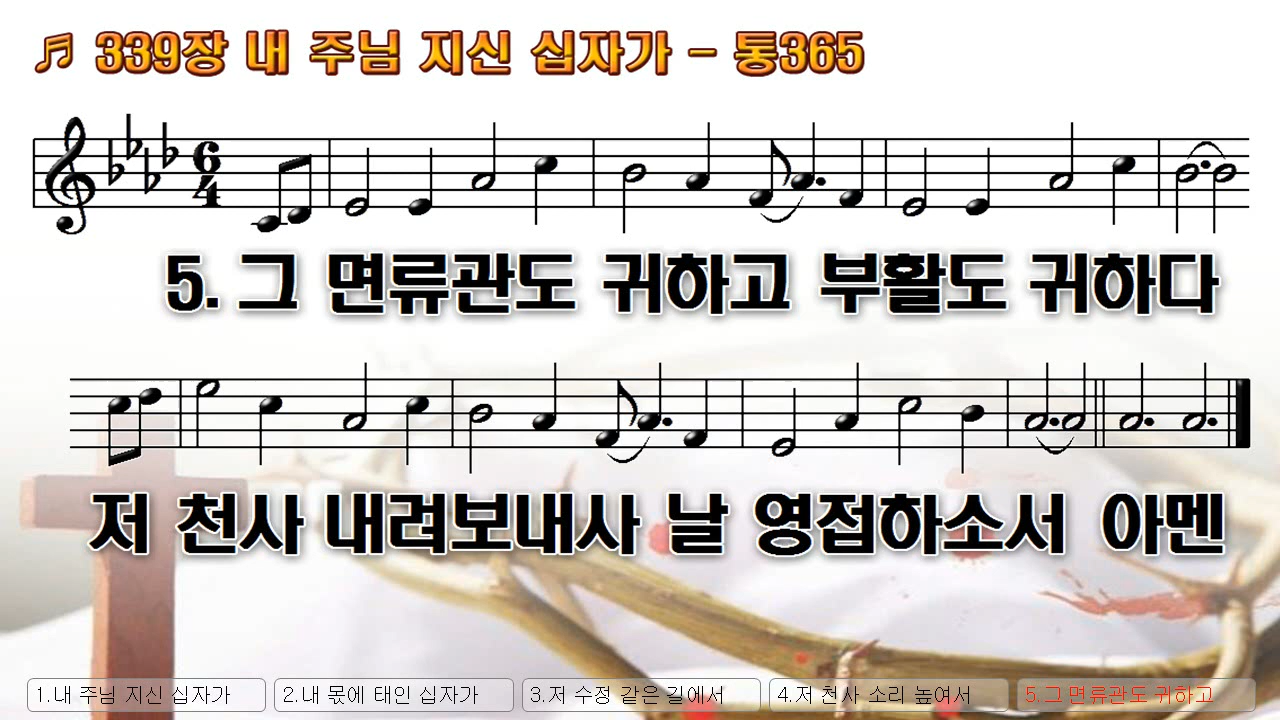 ♬ 339장 내 주님 지신 십자가 - 통365
6
4
5. 그 면류관도 귀하고 부활도 귀하다
저 천사 내려보내사 날 영접하소서 아멘
1.내 주님 지신 십자가 2.내 몫에 태인 십자가 3.저 수정 같은 길에서 4.저 천사 소리 높여서 5.그 면류관도 귀하고